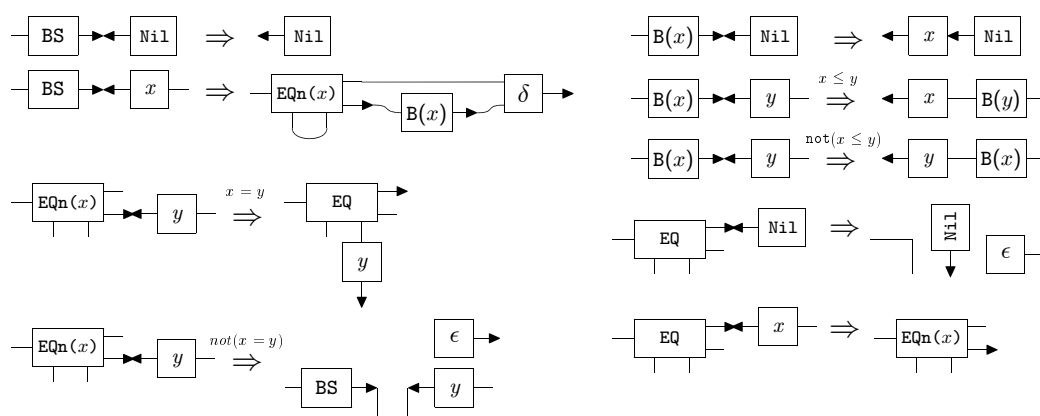 BS Nil ⇒ Nil
BS x ⇒ EQn(x) B(x) δ
x = y
EQn(x) y ⇒ EQ y
not(x = y)
EQn(x) y ⇒ ϵ BS y
B(x) Nil ⇒ x Nil
x ≤ y
B(x) y ⇒ x B(y)
not(x ≤ y)
B(x) y ⇒ y B(x)
EQ Nil ⇒ Nil ϵ
EQ x ⇒ EQn(x)